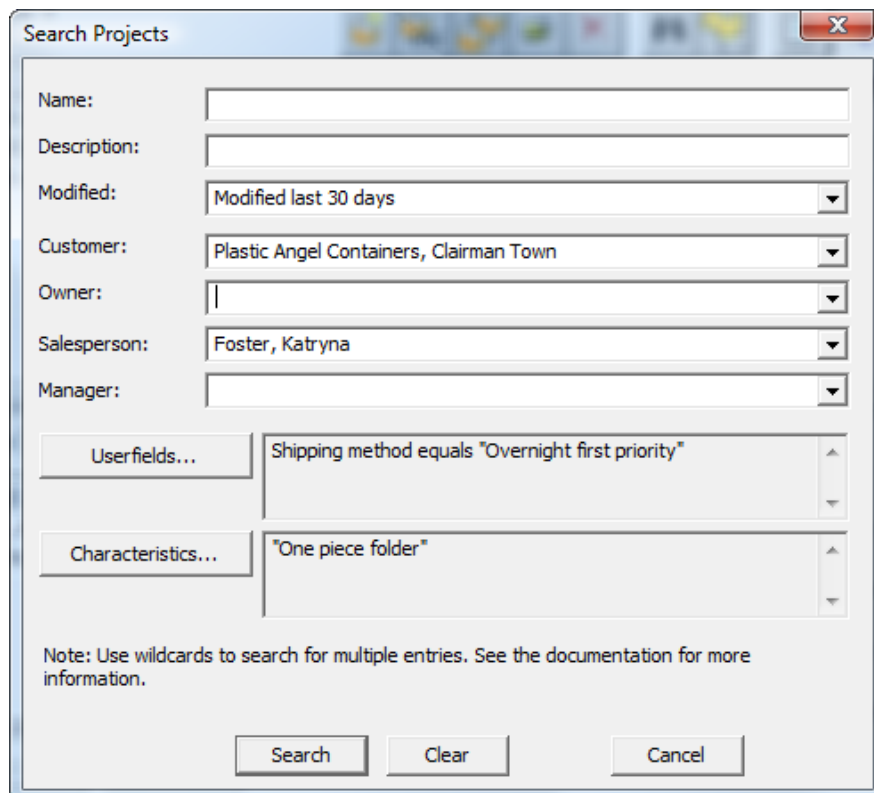 Search Projects
Name:
Description:
Modified: Modified last 30 days
Customer: Plastic Angel Containers, Clairman Town
Owner:
Salesperson: Foster, Katryna
Manager:
Userfields... Shipping method equals "Overnight first priority"
Characteristics... "One piece folder"
Note: Use wildcards to search for multiple entries. See the documentation for more
information.
Search Clear Cancel